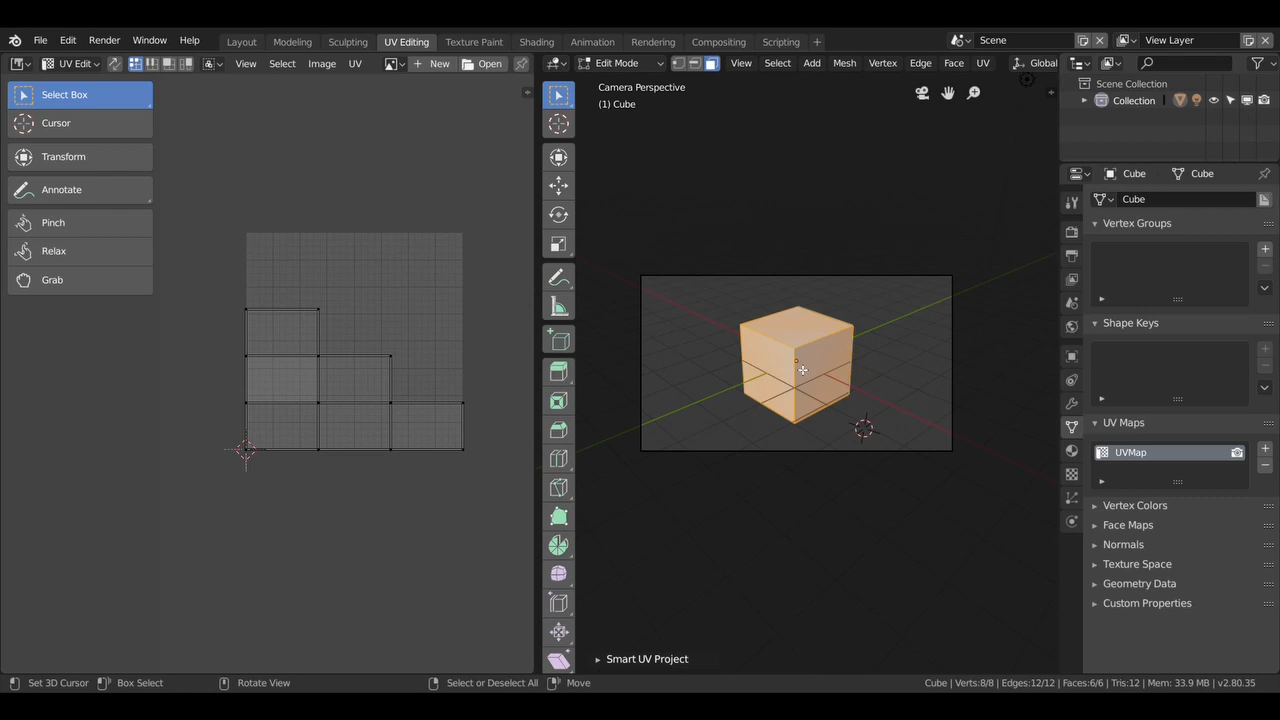 File Edit Render Window Help Layout Modeling Sculpting UV Editing Texture Paint Shading Animation Rendering Compositing Scripting + Scene View Layer
UV Edit View Select Image UV New Open
Edit Mode View Select Add Mesh Vertex Edge Face UV Global
Select Box
Cursor
Transform
Annotate
Pinch
Relax
Grab
Camera Perspective
(1) Cube
Smart UV Project
Scene Collection
Collection
Cube Cube
Cube
Vertex Groups
Shape Keys
UV Maps
UVMap
Vertex Colors
Face Maps
Normals
Texture Space
Geometry Data
Custom Properties
Set 3D Cursor Box Select Rotate View Select or Deselect All Move Cube | Verts:8/8 | Edges:12/12 | Faces:6/6 | Tris:12 | Mem: 33.9 MB | v2.80.35